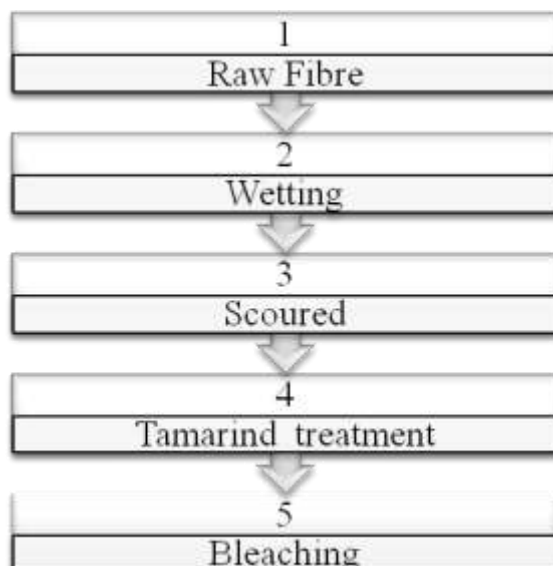 1
Raw Fibre
2
Wetting
3
Scoured
4
Tamarind treatment
5
Bleaching